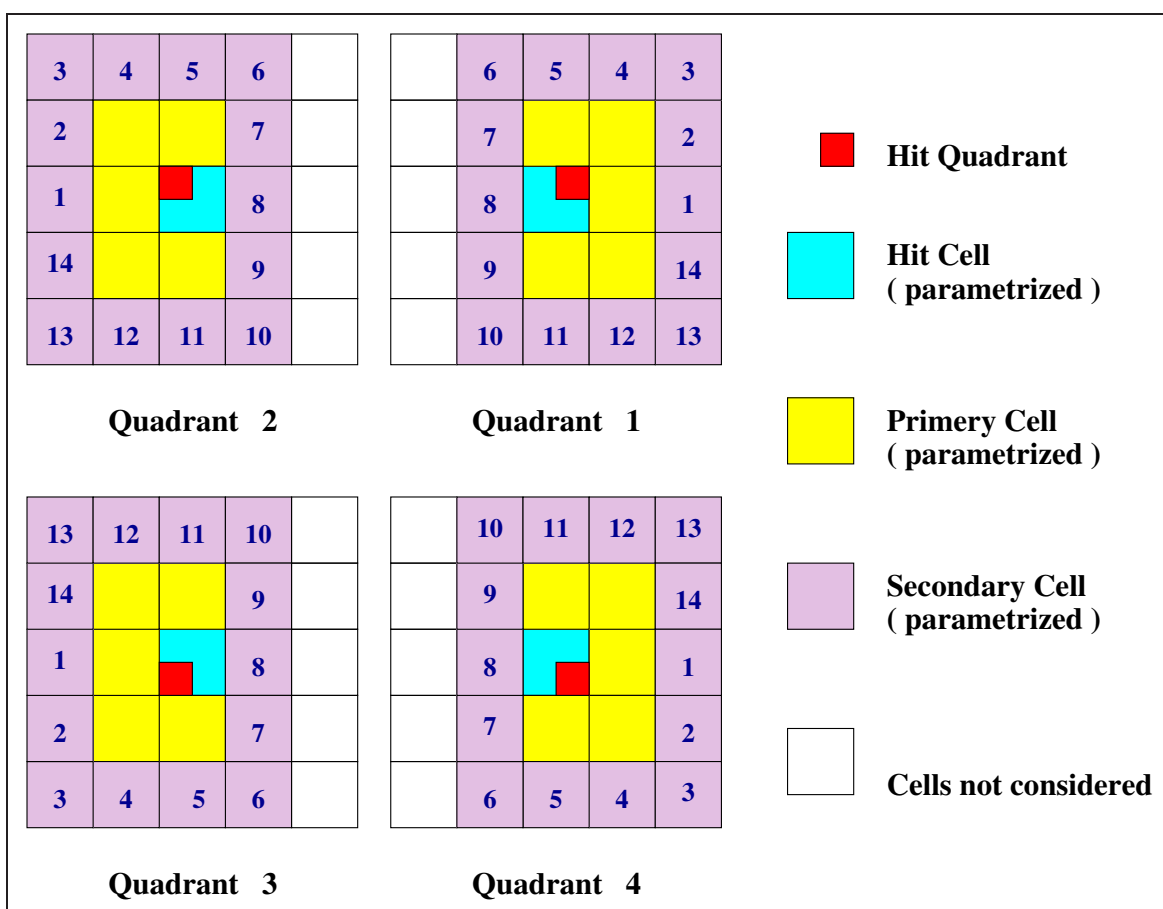 3 4 5 6
2 7
1 8
14 9
13 12 11 10
Quadrant 2
6 5 4 3
7 2
8 1
9 14
10 11 12 13
Quadrant 1
13 12 11 10
14 9
1 8
2 7
3 4 5 6
Quadrant 3
10 11 12 13
9 14
8 1
7 2
6 5 4 3
Quadrant 4
Hit Quadrant
Hit Cell
( parametrized )
Primery Cell
( parametrized )
Secondary Cell
( parametrized )
Cells not considered